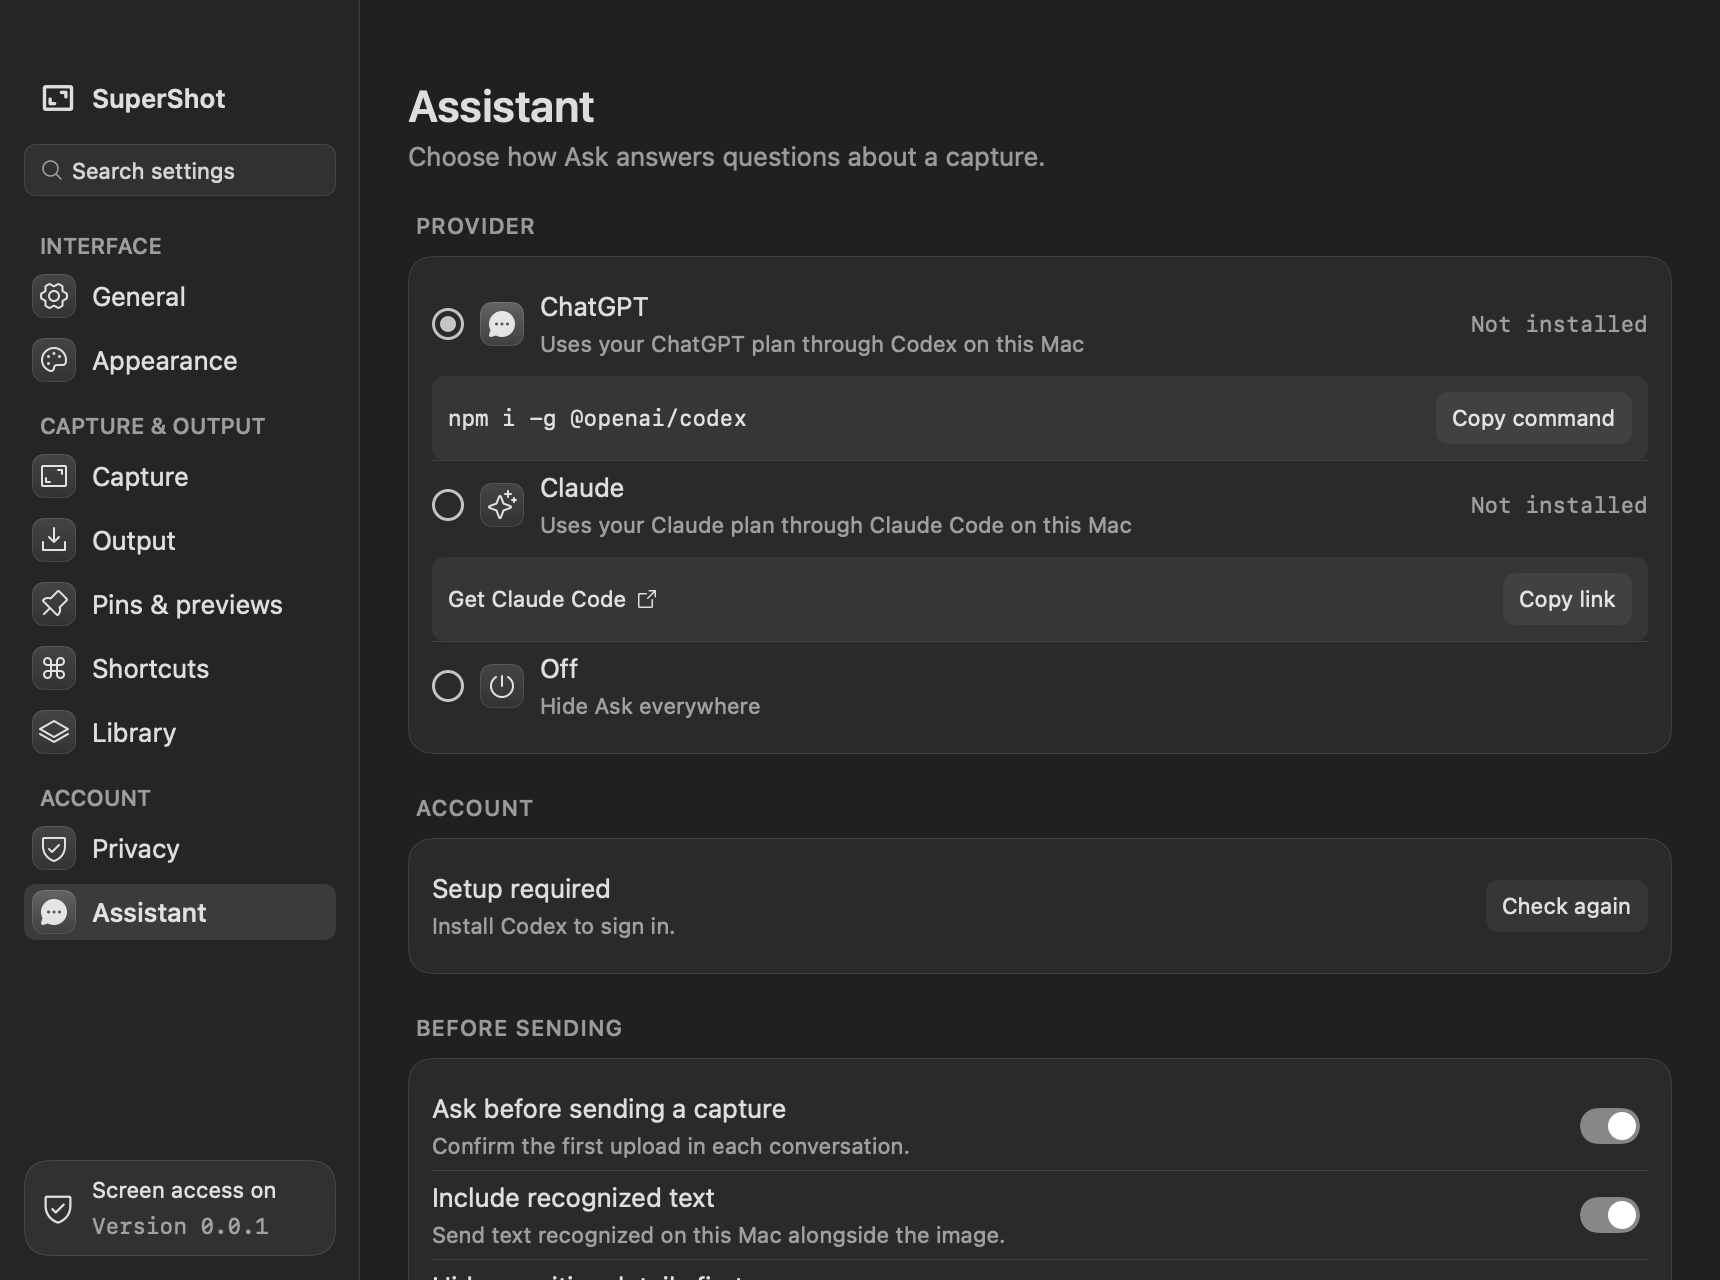 SuperShot
Search settings
INTERFACE
General
Appearance
CAPTURE & OUTPUT
Capture
Output
Pins & previews
Shortcuts
Library
ACCOUNT
Privacy
Assistant
Screen access on
Version 0.0.1
Assistant
Choose how Ask answers questions about a capture.
PROVIDER
ChatGPT
Uses your ChatGPT plan through Codex on this Mac
Not installed
npm i -g @openai/codex
Copy command
Claude
Uses your Claude plan through Claude Code on this Mac
Not installed
Get Claude Code
Copy link
Off
Hide Ask everywhere
ACCOUNT
Setup required
Install Codex to sign in.
Check again
BEFORE SENDING
Ask before sending a capture
Confirm the first upload in each conversation.
Include recognized text
Send text recognized on this Mac alongside the image.